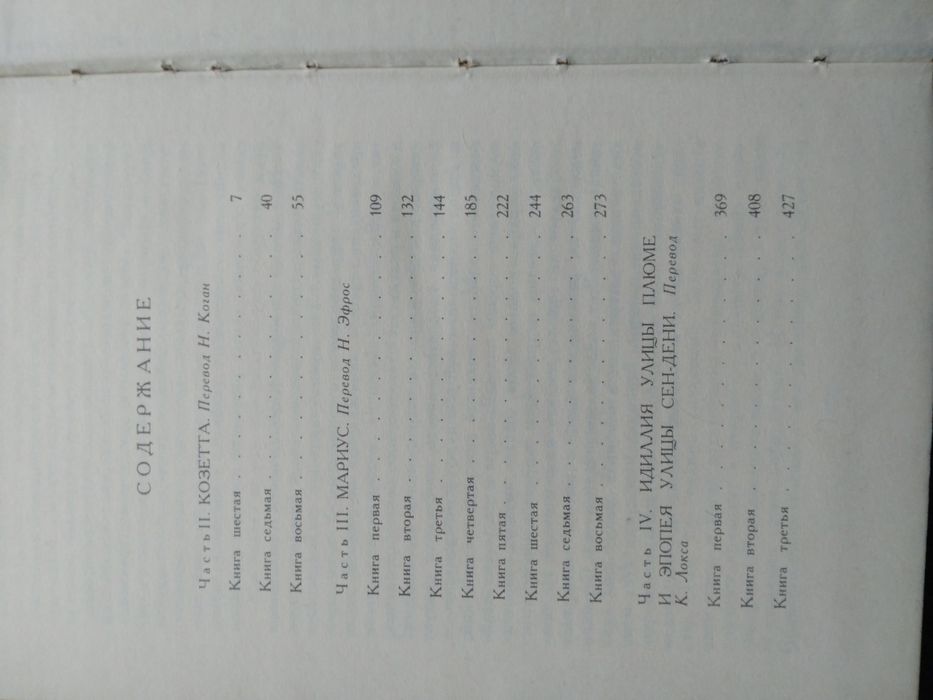 СОДЕРЖАНИЕ
Часть II. КОЗЕТТА. Перевод Н. Коган
Книга шестая . . . . . . . . . . . . . 7
Книга седьмая . . . . . . . . . . . . 40
Книга восьмая . . . . . . . . . . . . 55
Часть III. МАРИУС. Перевод Н. Эфрос
Книга первая . . . . . . . . . . . . . 109
Книга вторая . . . . . . . . . . . . . 132
Книга третья . . . . . . . . . . . . . 144
Книга четвертая . . . . . . . . . . . 185
Книга пятая . . . . . . . . . . . . . 222
Книга шестая . . . . . . . . . . . . . 244
Книга седьмая . . . . . . . . . . . . 263
Книга восьмая . . . . . . . . . . . . 273
Часть IV. ИДИЛЛИЯ УЛИЦЫ ПЛЮМЕ
И ЭПОПЕЯ УЛИЦЫ СЕН-ДЕНИ. Перевод
К. Локса
Книга первая . . . . . . . . . . . . . 369
Книга вторая . . . . . . . . . . . . . 408
Книга третья . . . . . . . . . . . . . 427